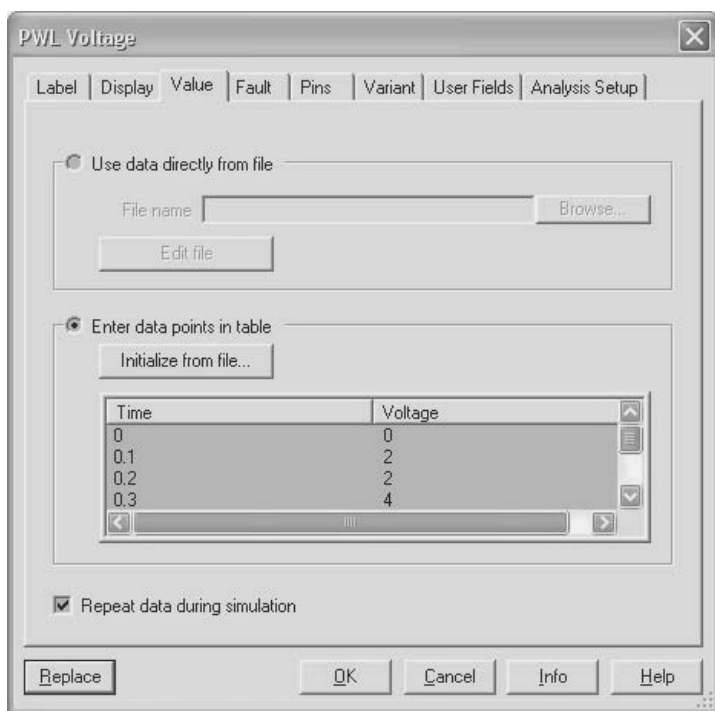 PWL Voltage
Label Display Value Fault Pins Variant User Fields Analysis Setup
Use data directly from file
File name Browse...
Edit file
Enter data points in table
Initialize from file...
Time Voltage
0 0
0.1 2
0.2 2
0.3 4
Repeat data during simulation
Replace OK Cancel Info Help